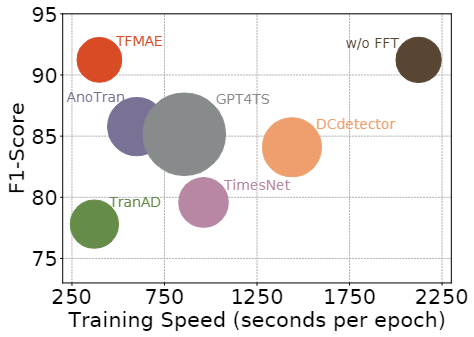 95
90
85
80
75
F1-Score
TFMAE
w/o FFT
AnoTran
GPT4TS
DCdetector
TimesNet
TranAD
250 750 1250 1750 2250
Training Speed (seconds per epoch)